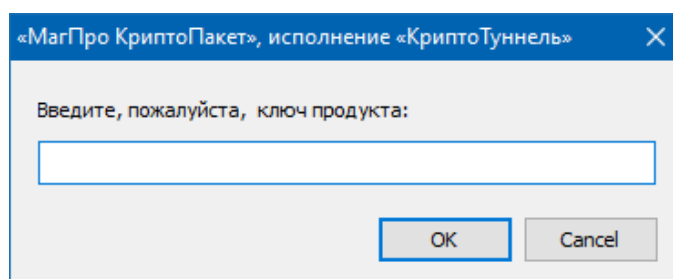 «МагПро КриптоПакет», исполнение «КриптоТуннель»
Введите, пожалуйста, ключ продукта:
OK
Cancel